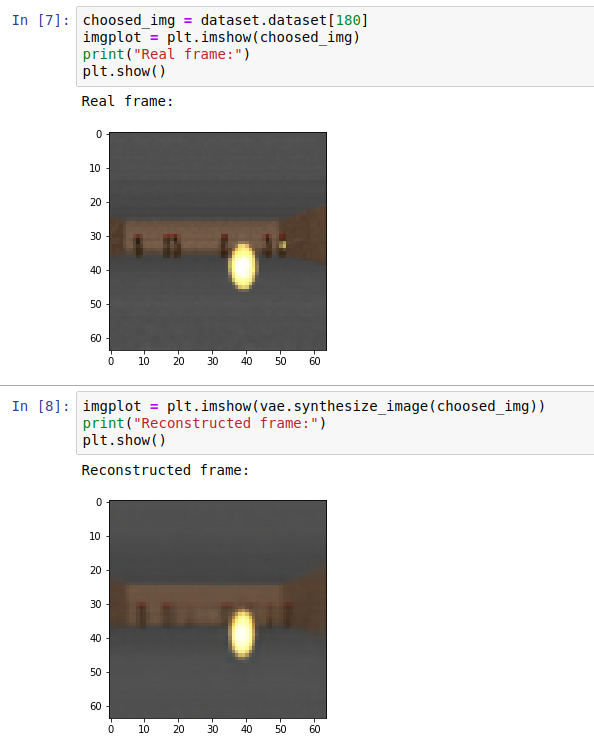 In [7]: choosed_img = dataset.dataset[180]
imgplot = plt.imshow(choosed_img)
print("Real frame:")
plt.show()
Real frame:
0
10
20
30
40
50
60
0 10 20 30 40 50 60
In [8]: imgplot = plt.imshow(vae.synthesize_image(choosed_img))
print("Reconstructed frame:")
plt.show()
Reconstructed frame:
0
10
20
30
40
50
60
0 10 20 30 40 50 60